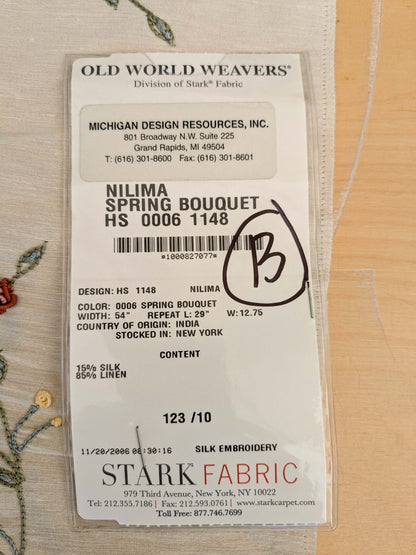 OLD WORLD WEAVERS®
Division of Stark® Fabric
MICHIGAN DESIGN RESOURCES, INC.
801 Broadway N.W. Suite 225
Grand Rapids, MI 49504
T: (616) 301-8600 Fax: (616) 301-8601
NILIMA
SPRING BOUQUET
HS 0006 1148
B
*1000827077*
DESIGN: HS 1148 NILIMA
COLOR: 0006 SPRING BOUQUET
WIDTH: 54" REPEAT L: 29" W: 12.75
COUNTRY OF ORIGIN: INDIA
STOCKED IN: NEW YORK
CONTENT
15% SILK
85% LINEN
123 /10
11/20/2006 08:30:16 SILK EMBROIDERY
STARK FABRIC
979 Third Avenue, New York, NY 10022
Tel: 212.355.7186 | Fax: 212.593.0761 | www.starkcarpet.com
Toll Free: 877.746.7699